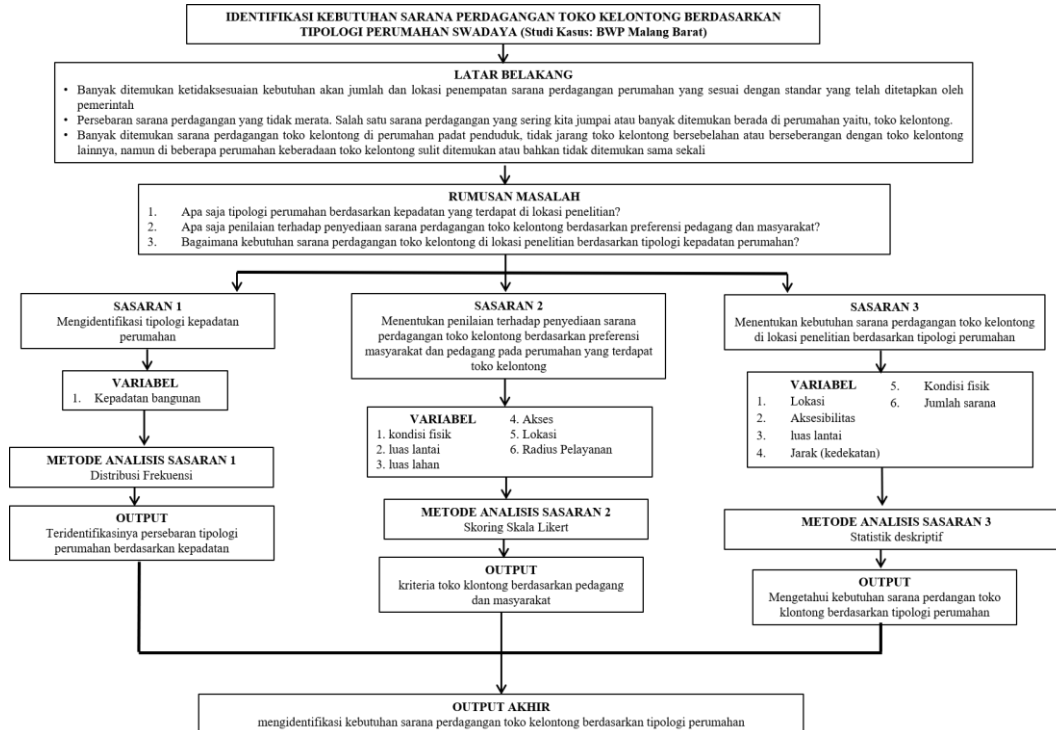 IDENTIFIKASI KEBUTUHAN SARANA PERDAGANGAN TOKO KELONTONG BERDASARKAN
TIPOLOGI PERUMAHAN SWADAYA (Studi Kasus: BWP Malang Barat)
LATAR BELAKANG
• Banyak ditemukan ketidaksesuaian kebutuhan akan jumlah dan lokasi penempatan sarana perdagangan perumahan yang sesuai dengan standar yang telah ditetapkan oleh
pemerintah
• Persebaran sarana perdagangan yang tidak merata. Salah satu sarana perdagangan yang sering kita jumpai atau banyak ditemukan berada di perumahan yaitu, toko kelontong.
• Banyak ditemukan sarana perdagangan toko kelontong di perumahan padat penduduk, tidak jarang toko kelontong bersebelahan atau berseberangan dengan toko kelontong
lainnya, namun di beberapa perumahan keberadaan toko kelontong sulit ditemukan atau bahkan tidak ditemukan sama sekali
RUMUSAN MASALAH
1. Apa saja tipologi perumahan berdasarkan kepadatan yang terdapat di lokasi penelitian?
2. Apa saja penilaian terhadap penyediaan sarana perdagangan toko kelontong berdasarkan preferensi pedagang dan masyarakat?
3. Bagaimana kebutuhan sarana perdagangan toko kelontong di lokasi penelitian berdasarkan tipologi kepadatan perumahan?
SASARAN 1
Mengidentifikasi tipologi kepadatan
perumahan
VARIABEL
1. Kepadatan bangunan
METODE ANALISIS SASARAN 1
Distribusi Frekuensi
OUTPUT
Teridentifikasinya persebaran tipologi
perumahan berdasarkan kepadatan
SASARAN 2
Menentukan penilaian terhadap penyediaan sarana
perdagangan toko kelontong berdasarkan preferensi
masyarakat dan pedagang pada perumahan yang terdapat
toko kelontong
VARIABEL
1. kondisi fisik
2. luas lantai
3. luas lahan
4. Akses
5. Lokasi
6. Radius Pelayanan
METODE ANALISIS SASARAN 2
Skoring Skala Likert
OUTPUT
kriteria toko klontong berdasarkan pedagang
dan masyarakat
SASARAN 3
Menentukan kebutuhan sarana perdagangan toko kelontong
di lokasi penelitian berdasarkan tipologi perumahan
VARIABEL
1. Lokasi
2. Aksesibilitas
3. luas lantai
4. Jarak (kedekatan)
5. Kondisi fisik
6. Jumlah sarana
METODE ANALISIS SASARAN 3
Statistik deskriptif
OUTPUT
Mengetahui kebutuhan sarana perdangan toko
klontong berdasarkan tipologi perumahan
OUTPUT AKHIR
mengidentifikasi kebutuhan sarana perdagangan toko kelontong berdasarkan tipologi perumahan